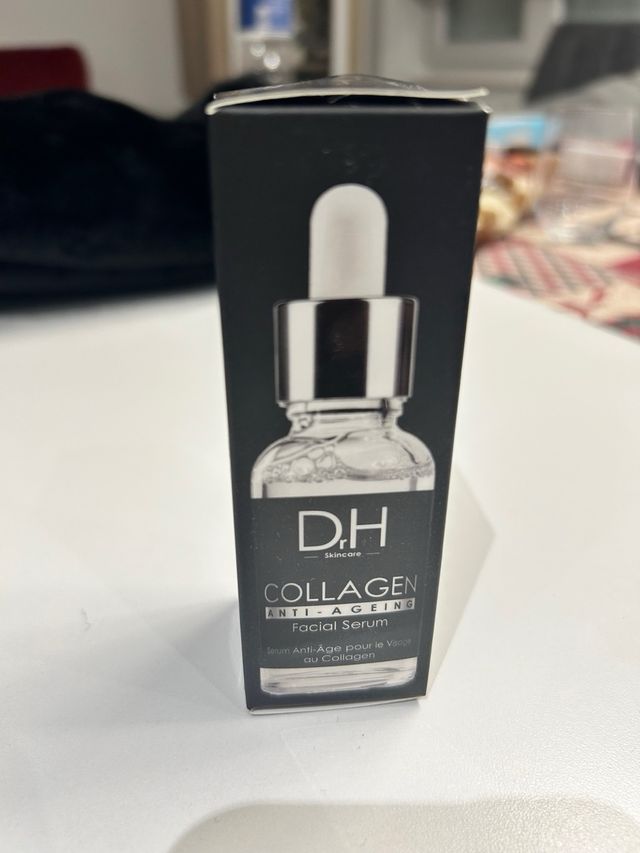 DrH
Skincare
COLLAGEN
ANTI-AGEING
Facial Serum
Serum Anti-Âge pour le Visage
au Collagen